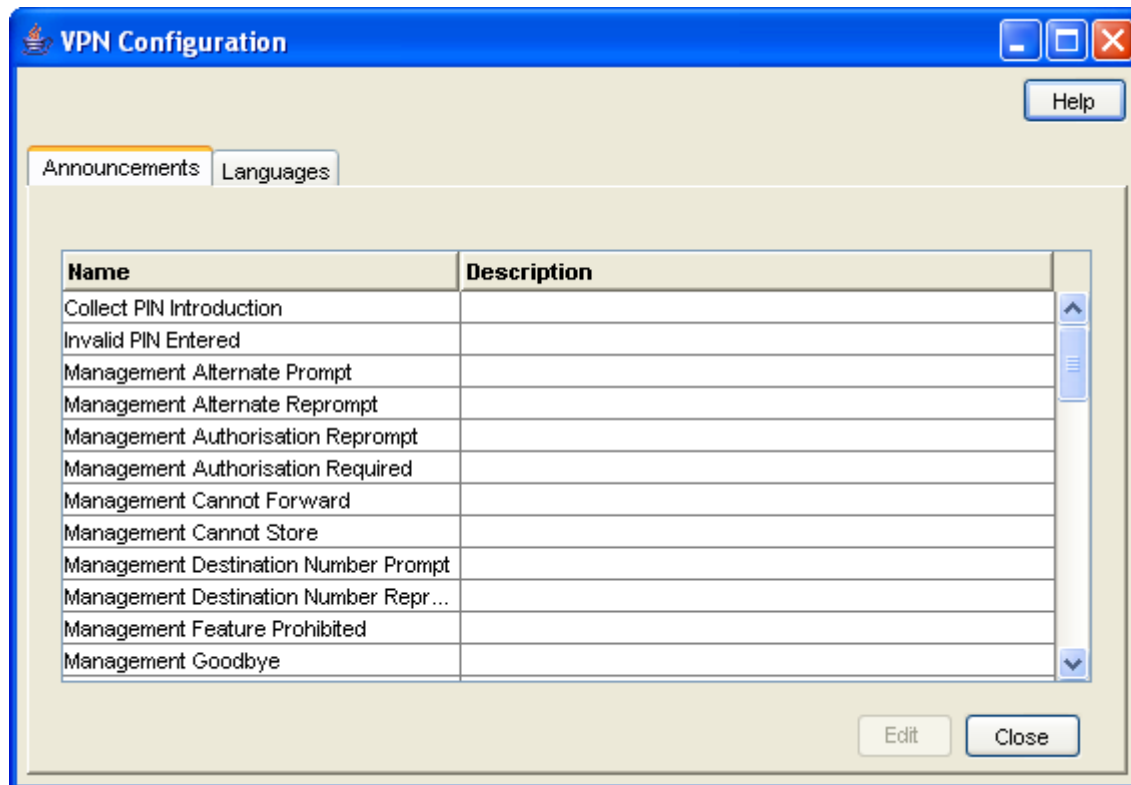 VPN Configuration
Help
Announcements Languages
Name Description
Collect PIN Introduction
Invalid PIN Entered
Management Alternate Prompt
Management Alternate Reprompt
Management Authorisation Reprompt
Management Authorisation Required
Management Cannot Forward
Management Cannot Store
Management Destination Number Prompt
Management Destination Number Repr...
Management Feature Prohibited
Management Goodbye
Edit Close